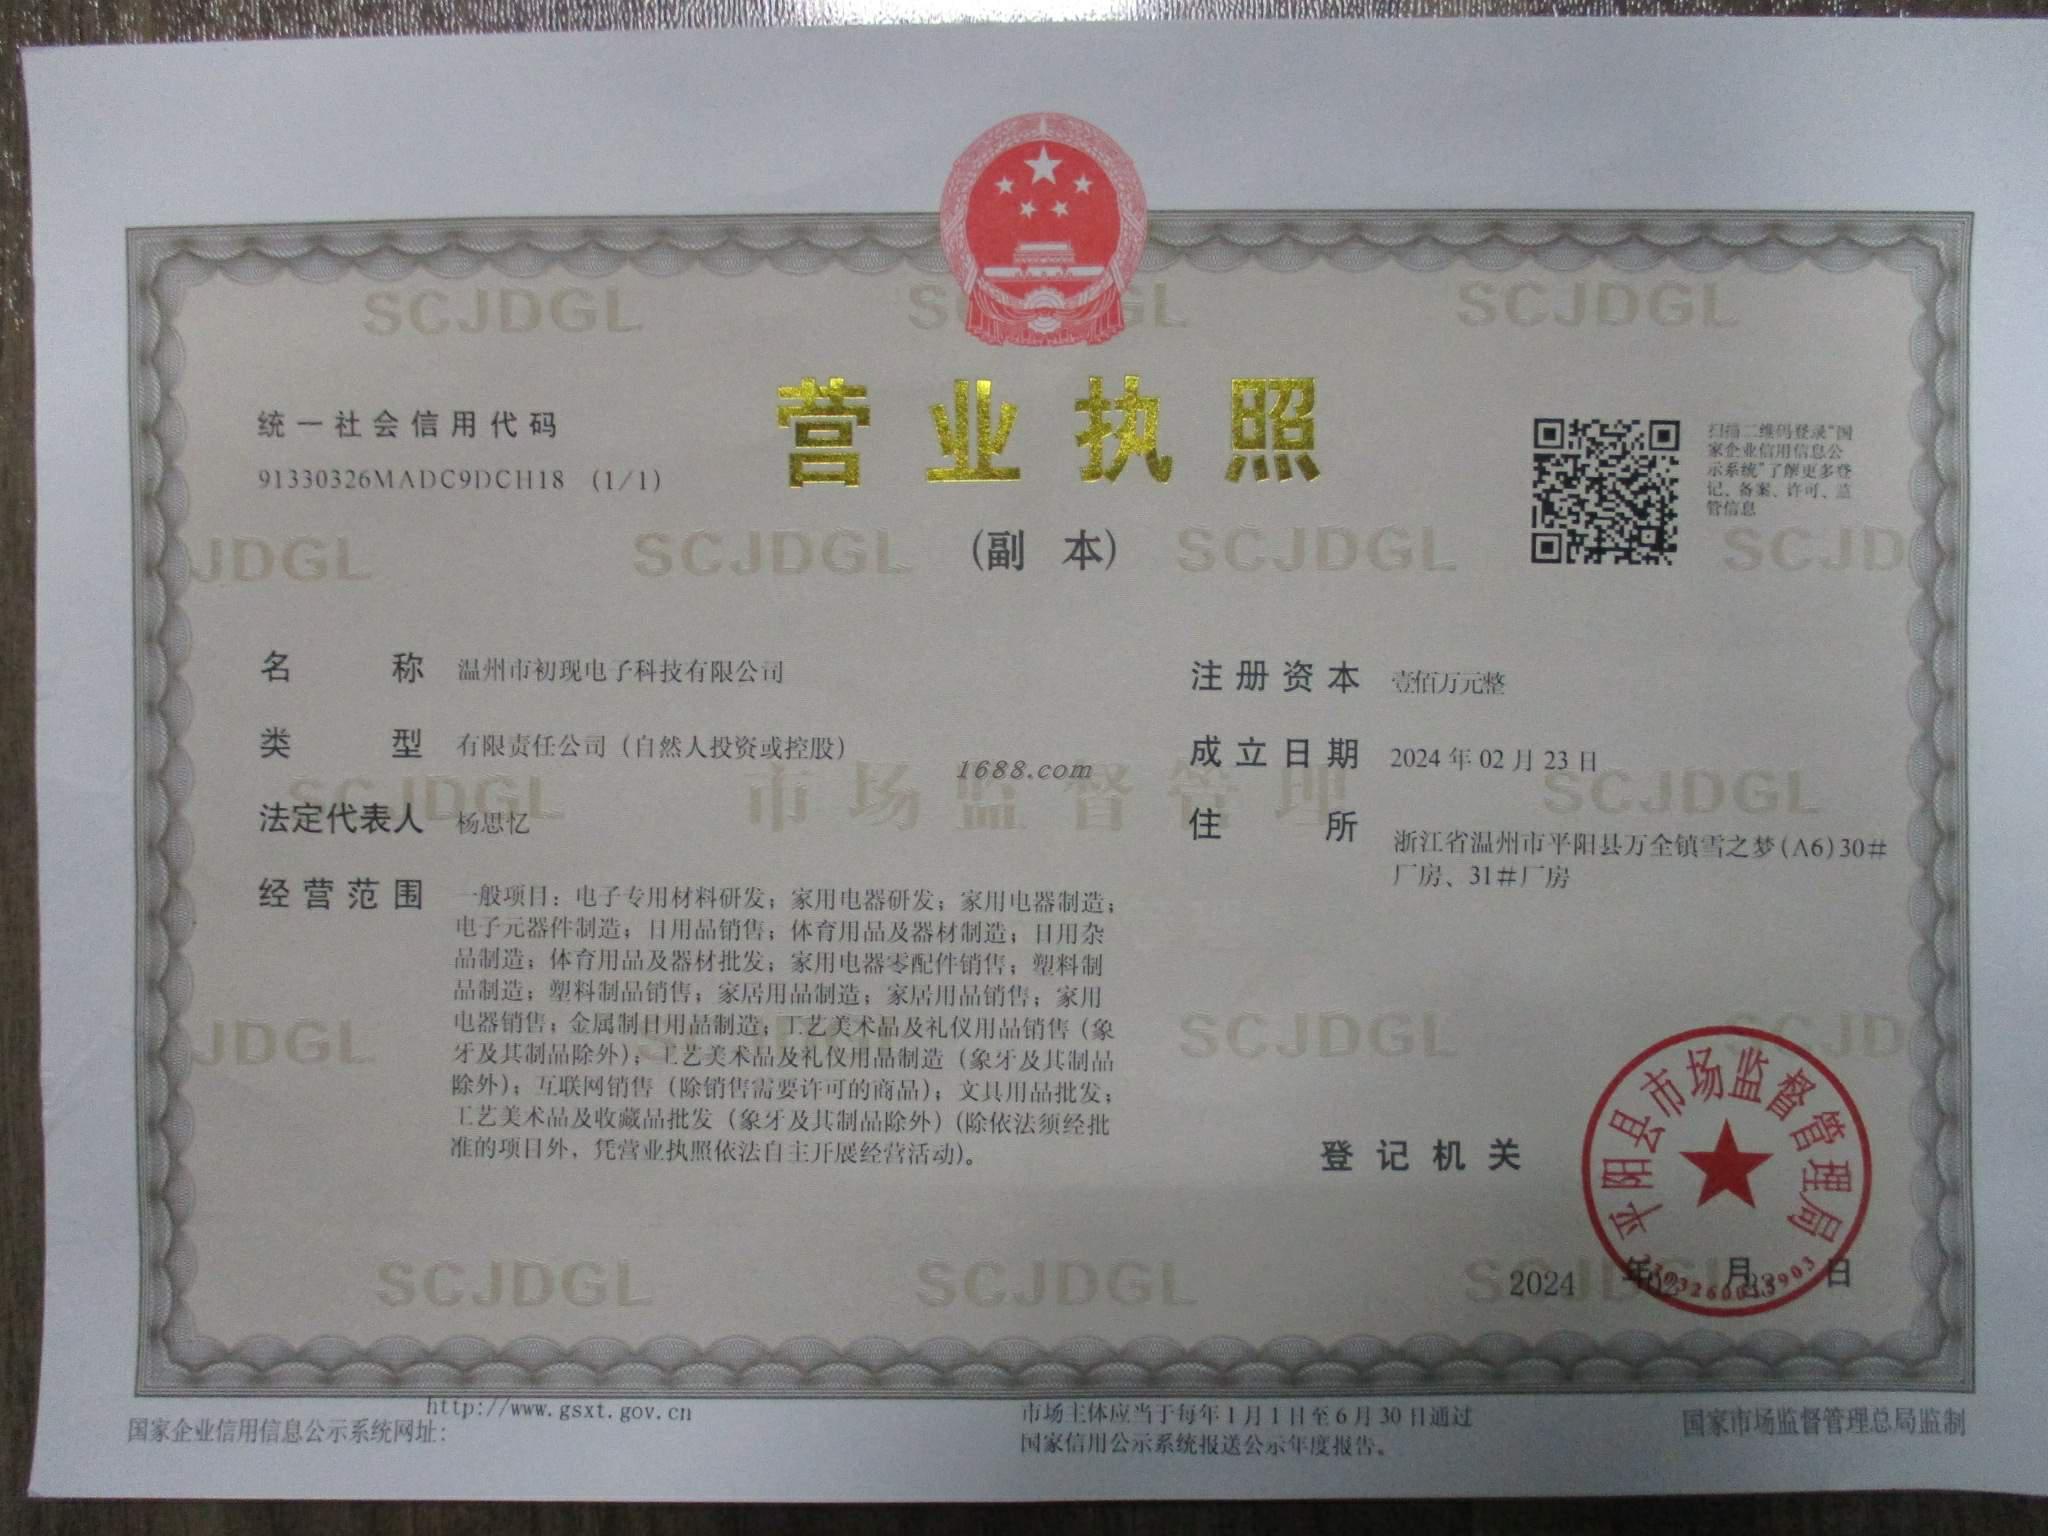 统一社会信用代码
91330326MADC9DCH18 (1/1)
营业执照
(副 本)
扫描二维码登录“国
家企业信用信息公
示系统”了解更多登
记、备案、许可、监
管信息
名 称 温州市初现电子科技有限公司
类 型 有限责任公司（自然人投资或控股）
法定代表人 杨思忆
经营范围 一般项目：电子专用材料研发；家用电器研发；家用电器制造；
电子元器件制造；日用品销售；体育用品及器材制造；日用杂
品制造；体育用品及器材批发；家用电器零配件销售；塑料制
品制造；塑料制品销售；家居用品制造；家居用品销售；家用
电器销售；金属制日用品制造；工艺美术品及礼仪用品销售（象
牙及其制品除外）；工艺美术品及礼仪用品制造（象牙及其制品
除外）；互联网销售（除销售需要许可的商品）；文具用品批发；
工艺美术品及收藏品批发（象牙及其制品除外）(除依法须经批
准的项目外，凭营业执照依法自主开展经营活动)。
注册资本 壹佰万元整
成立日期 2024年02月23日
住 所 浙江省温州市平阳县万全镇雪之梦(A6)30#
厂房、31#厂房
1688.com
市场监督管理
SCJDGL
登记机关
平阳县市场监督管理局
2024 年 02 月 23 日
国家企业信用信息公示系统网址：
http://www.gsxt.gov.cn
市场主体应当于每年1月1日至6月30日通过
国家信用公示系统报送公示年度报告。
国家市场监督管理总局监制